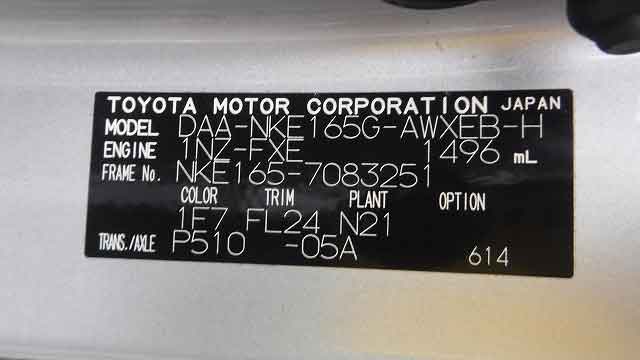 TOYOTA MOTOR CORPORATION JAPAN
MODEL DAA-NKE165G-AWXEB-H
ENGINE 1NZ-FXE 1496 mL
FRAME No. NKE165-7083251
COLOR TRIM PLANT OPTION
1F7 FL24 N21
TRANS./AXLE P510 -05A
614